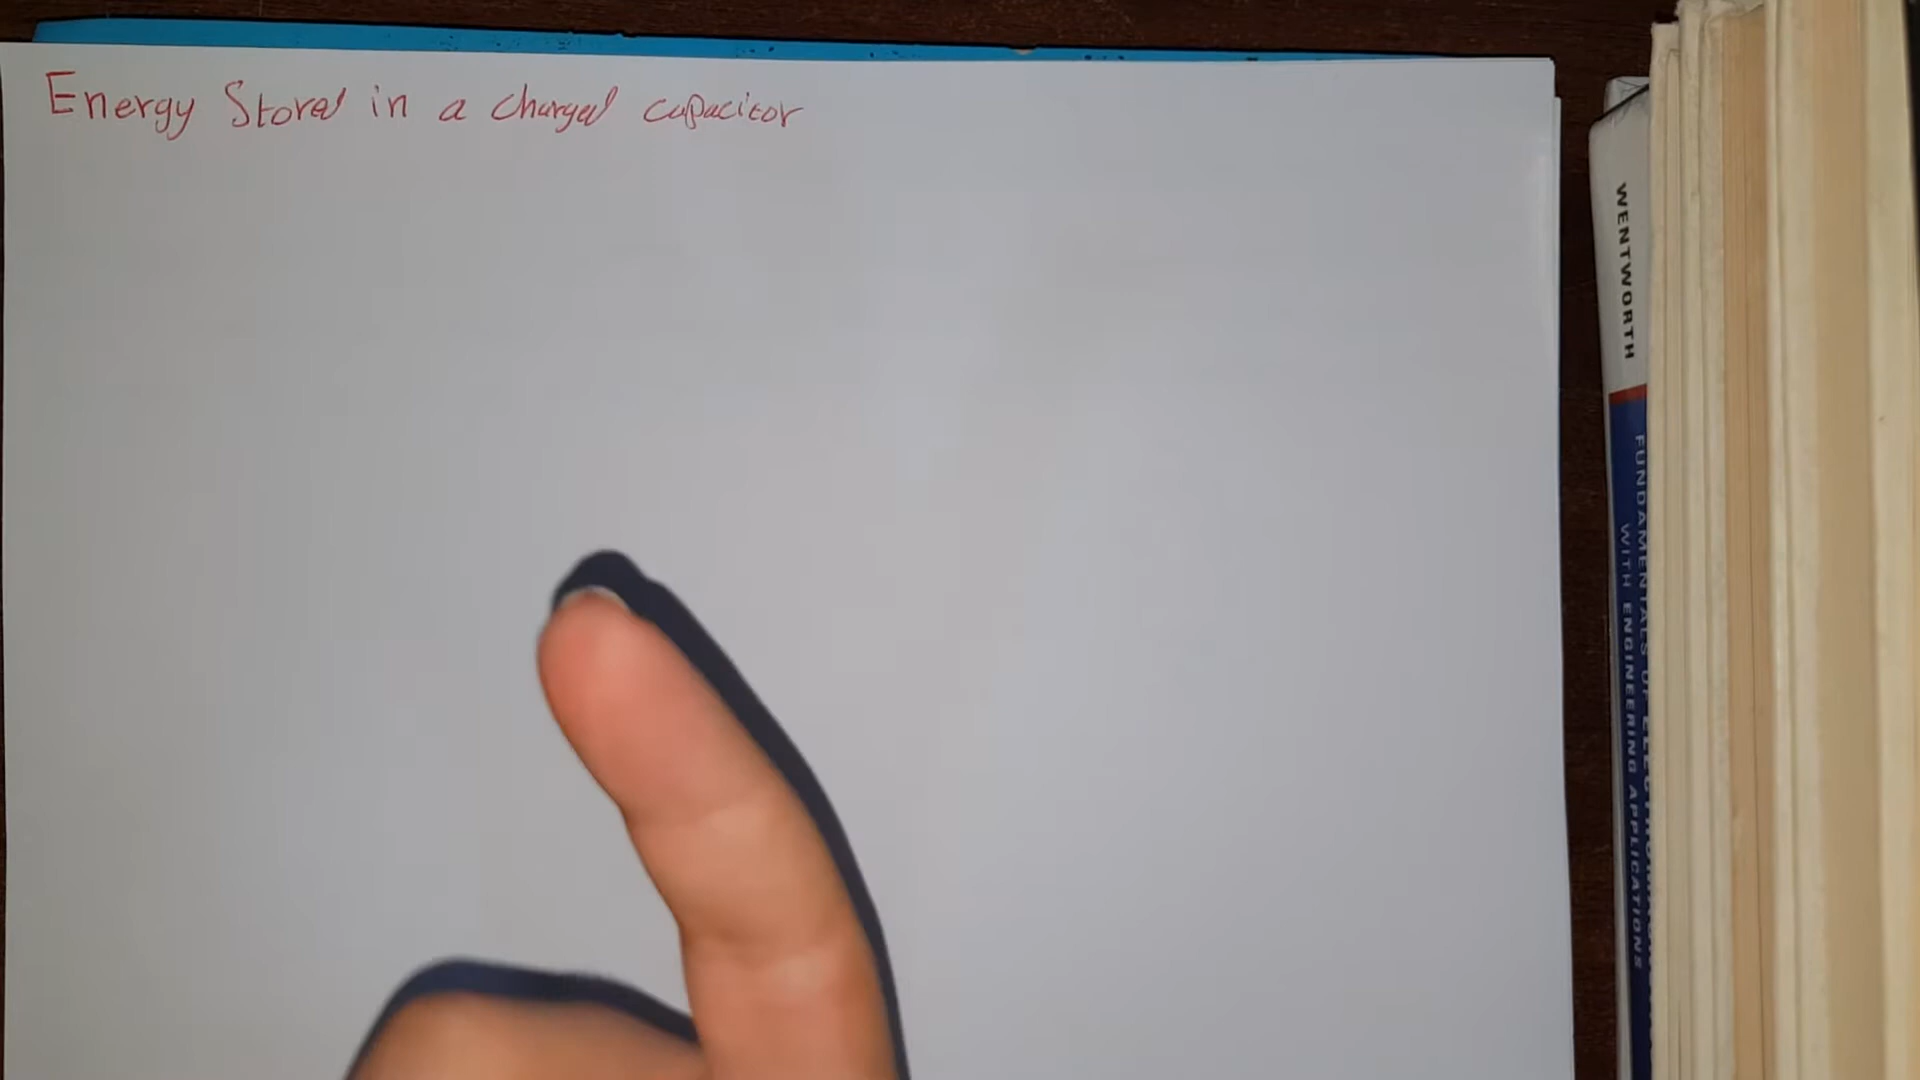 Energy Stored in a charged capacitor
WENTWORTH
FUNDAMENTALS OF ELECTROMAGNETICS
WITH ENGINEERING APPLICATIONS